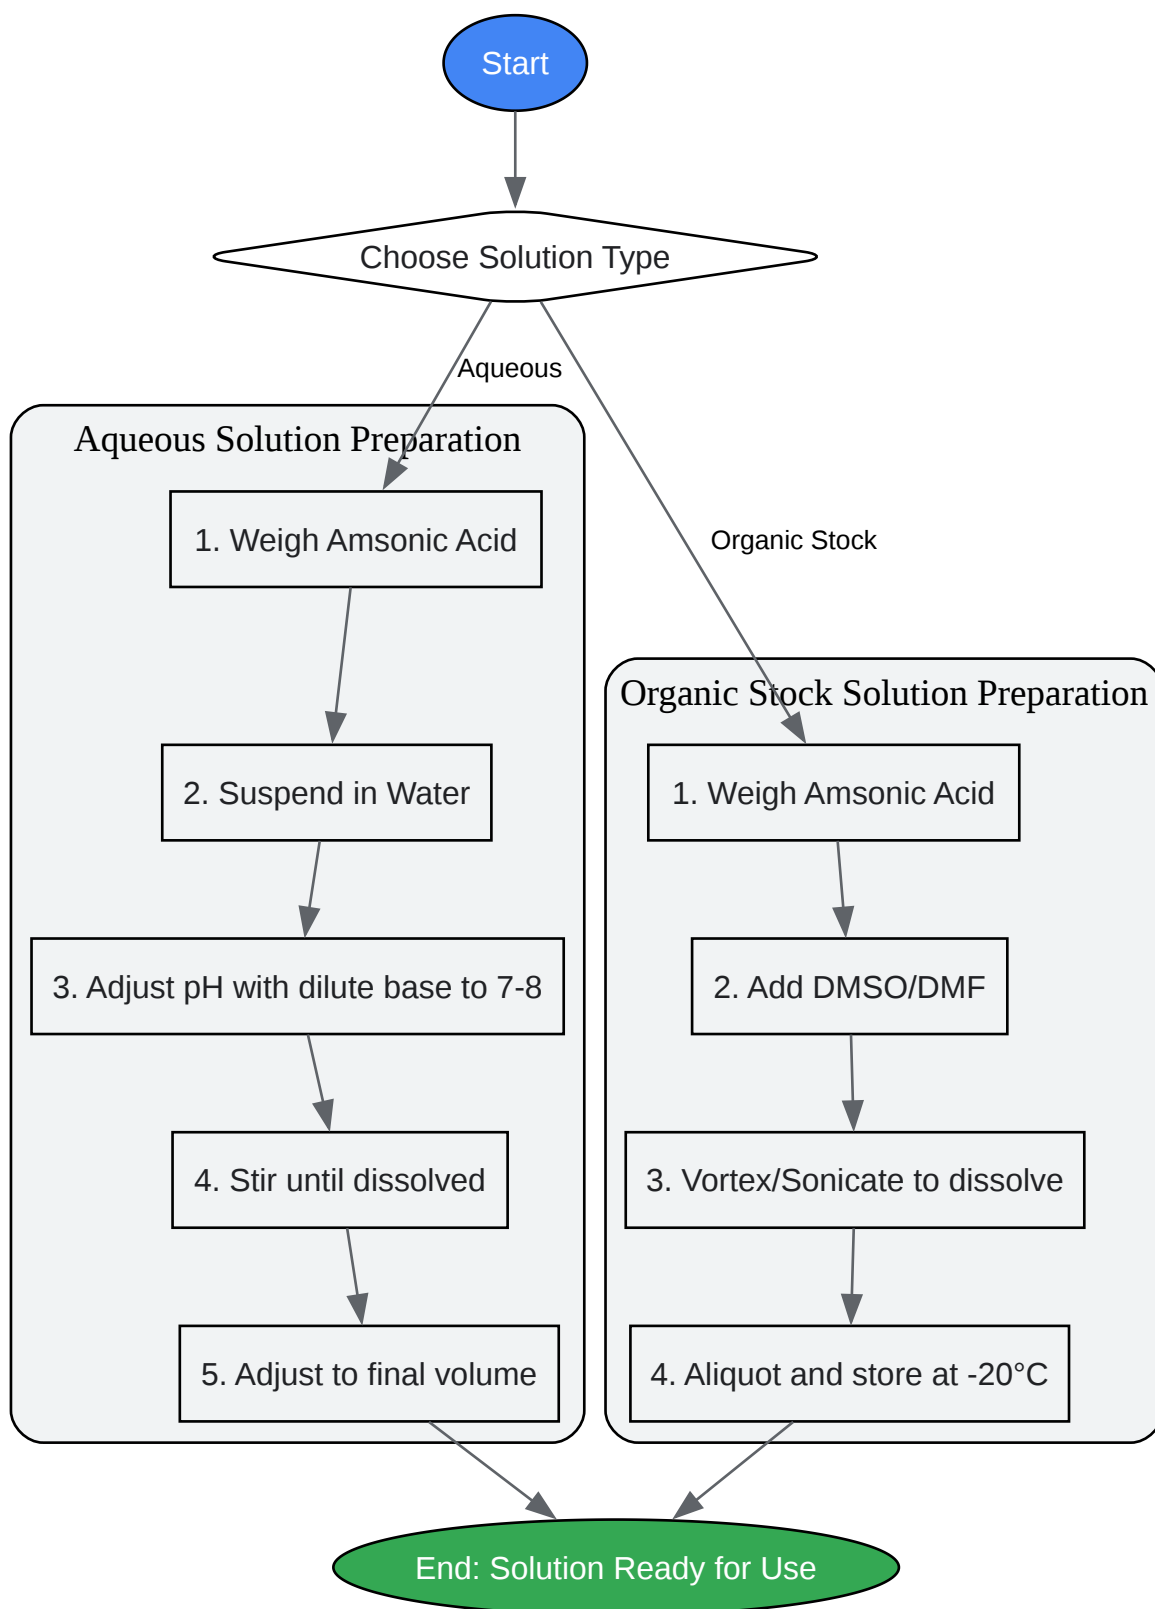 Start
Choose Solution Type
Aqueous
Aqueous Solution Preparation
1. Weigh Amsonic Acid
2. Suspend in Water
3. Adjust pH with dilute base to 7-8
4. Stir until dissolved
5. Adjust to final volume
Organic Stock
Organic Stock Solution Preparation
1. Weigh Amsonic Acid
2. Add DMSO/DMF
3. Vortex/Sonicate to dissolve
4. Aliquot and store at -20°C
End: Solution Ready for Use